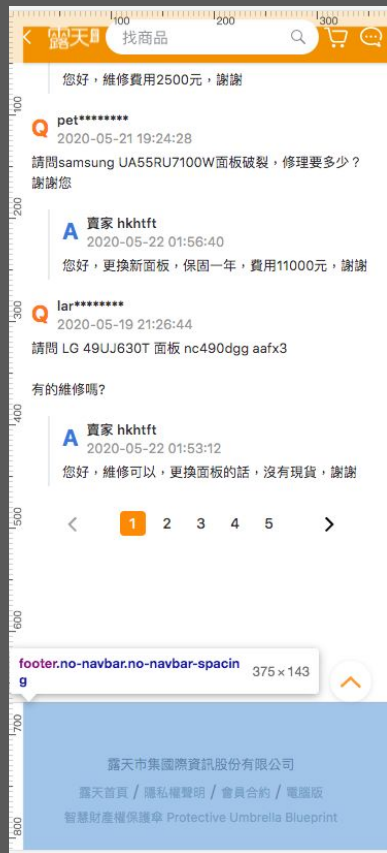 100 200 300
露天
找商品
您好，維修費用2500元，謝謝
100
Q pet********
2020-05-21 19:24:28
請問samsung UA55RU7100W面板破裂，修理要多少？
謝謝您
200
A 賣家 hkhtft
2020-05-22 01:56:40
您好，更換新面板，保固一年，費用11000元，謝謝
300
Q lar********
2020-05-19 21:26:44
請問 LG 49UJ630T 面板 nc490dgg aafx3
有的維修嗎?
400
A 賣家 hkhtft
2020-05-22 01:53:12
您好，維修可以，更換面板的話，沒有現貨，謝謝
500
1 2 3 4 5
600
footer.no-navbar.no-navbar-spacin
g
375×143
700
露天市集國際資訊股份有限公司
露天首頁 / 隱私權聲明 / 會員合約 / 電腦版
智慧財產權保護傘 Protective Umbrella Blueprint
800